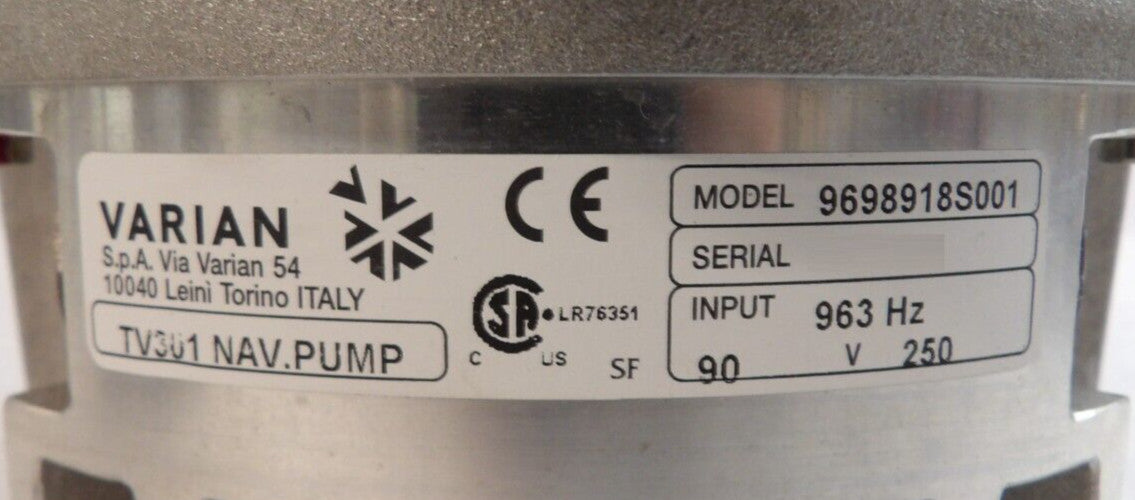 VARIAN
S.p.A. Via Varian 54
10040 Leinì Torino ITALY
TV301 NAV.PUMP
CE
SA
LR76351
C US
SF
MODEL 9698918S001
SERIAL
INPUT 963 Hz
90 V 250